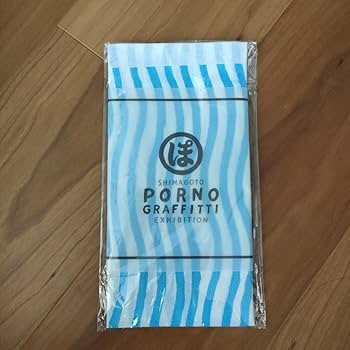 ぽ
SHIMAGOTO
PORNO
GRAFFITTI
EXHIBITION